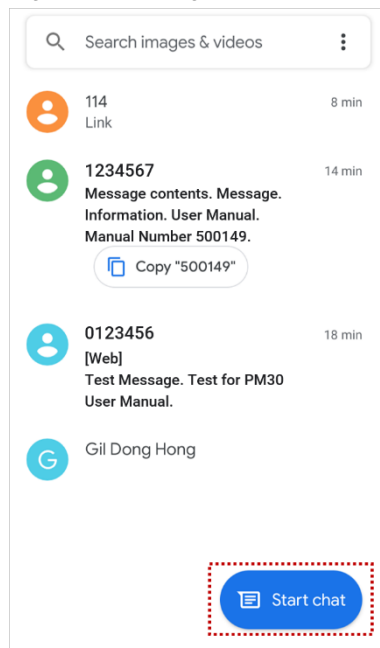 Search images & videos
114
8 min
Link
1234567
14 min
Message contents. Message.
Information. User Manual.
Manual Number 500149.
Copy "500149"
0123456
18 min
[Web]
Test Message. Test for PM30
User Manual.
G
Gil Dong Hong
Start chat